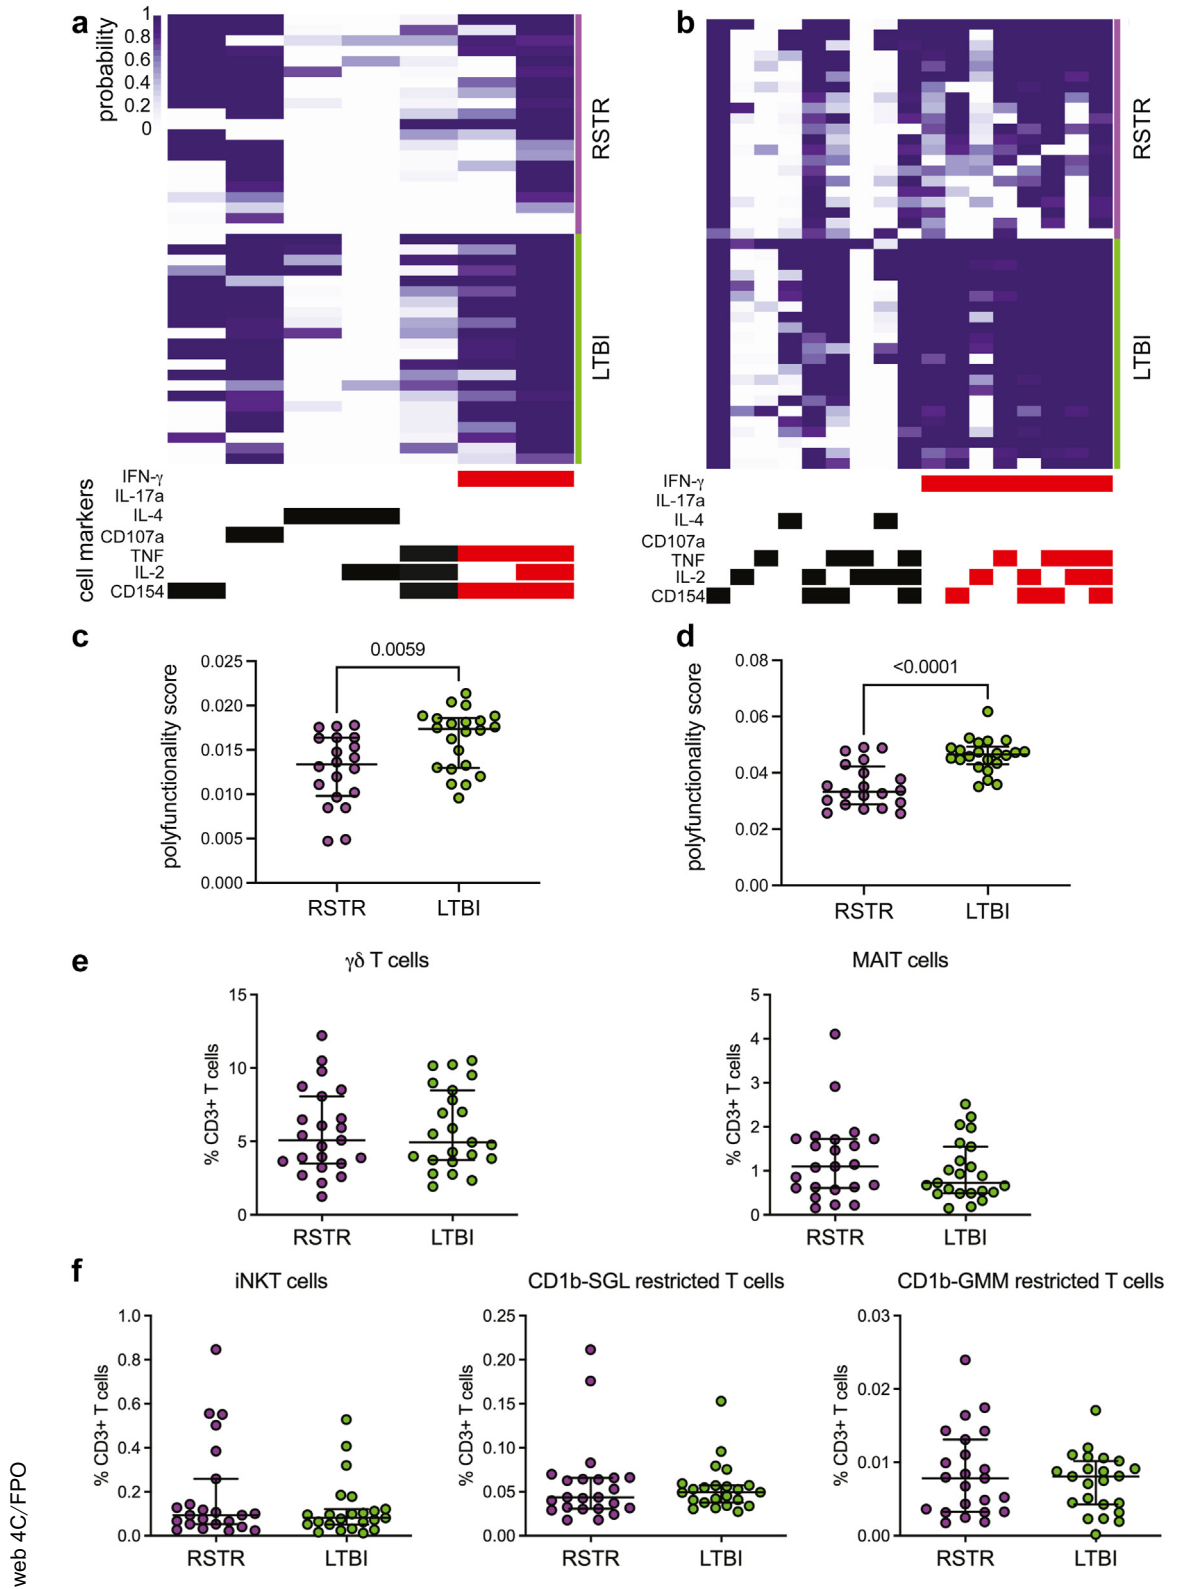 a
probability
1
0.8
0.6
0.4
0.2
0
RSTR
LTBI
cell markers
IFN-γ
IL-17a
IL-4
CD107a
TNF
IL-2
CD154
b
RSTR
LTBI
IFN-γ
IL-17a
IL-4
CD107a
TNF
IL-2
CD154
c
polyfunctionality score
0.025
0.020
0.015
0.010
0.005
0.000
0.0059
RSTR LTBI
d
polyfunctionality score
0.08
0.06
0.04
0.02
0.00
<0.0001
RSTR LTBI
e
γδ T cells
% CD3+ T cells
15
10
5
0
RSTR LTBI
MAIT cells
% CD3+ T cells
5
4
3
2
1
0
RSTR LTBI
f
iNKT cells
% CD3+ T cells
1.0
0.8
0.6
0.4
0.2
0.0
RSTR LTBI
CD1b-SGL restricted T cells
% CD3+ T cells
0.25
0.20
0.15
0.10
0.05
0.00
RSTR LTBI
CD1b-GMM restricted T cells
% CD3+ T cells
0.03
0.02
0.01
0.00
RSTR LTBI
web 4C/FPO